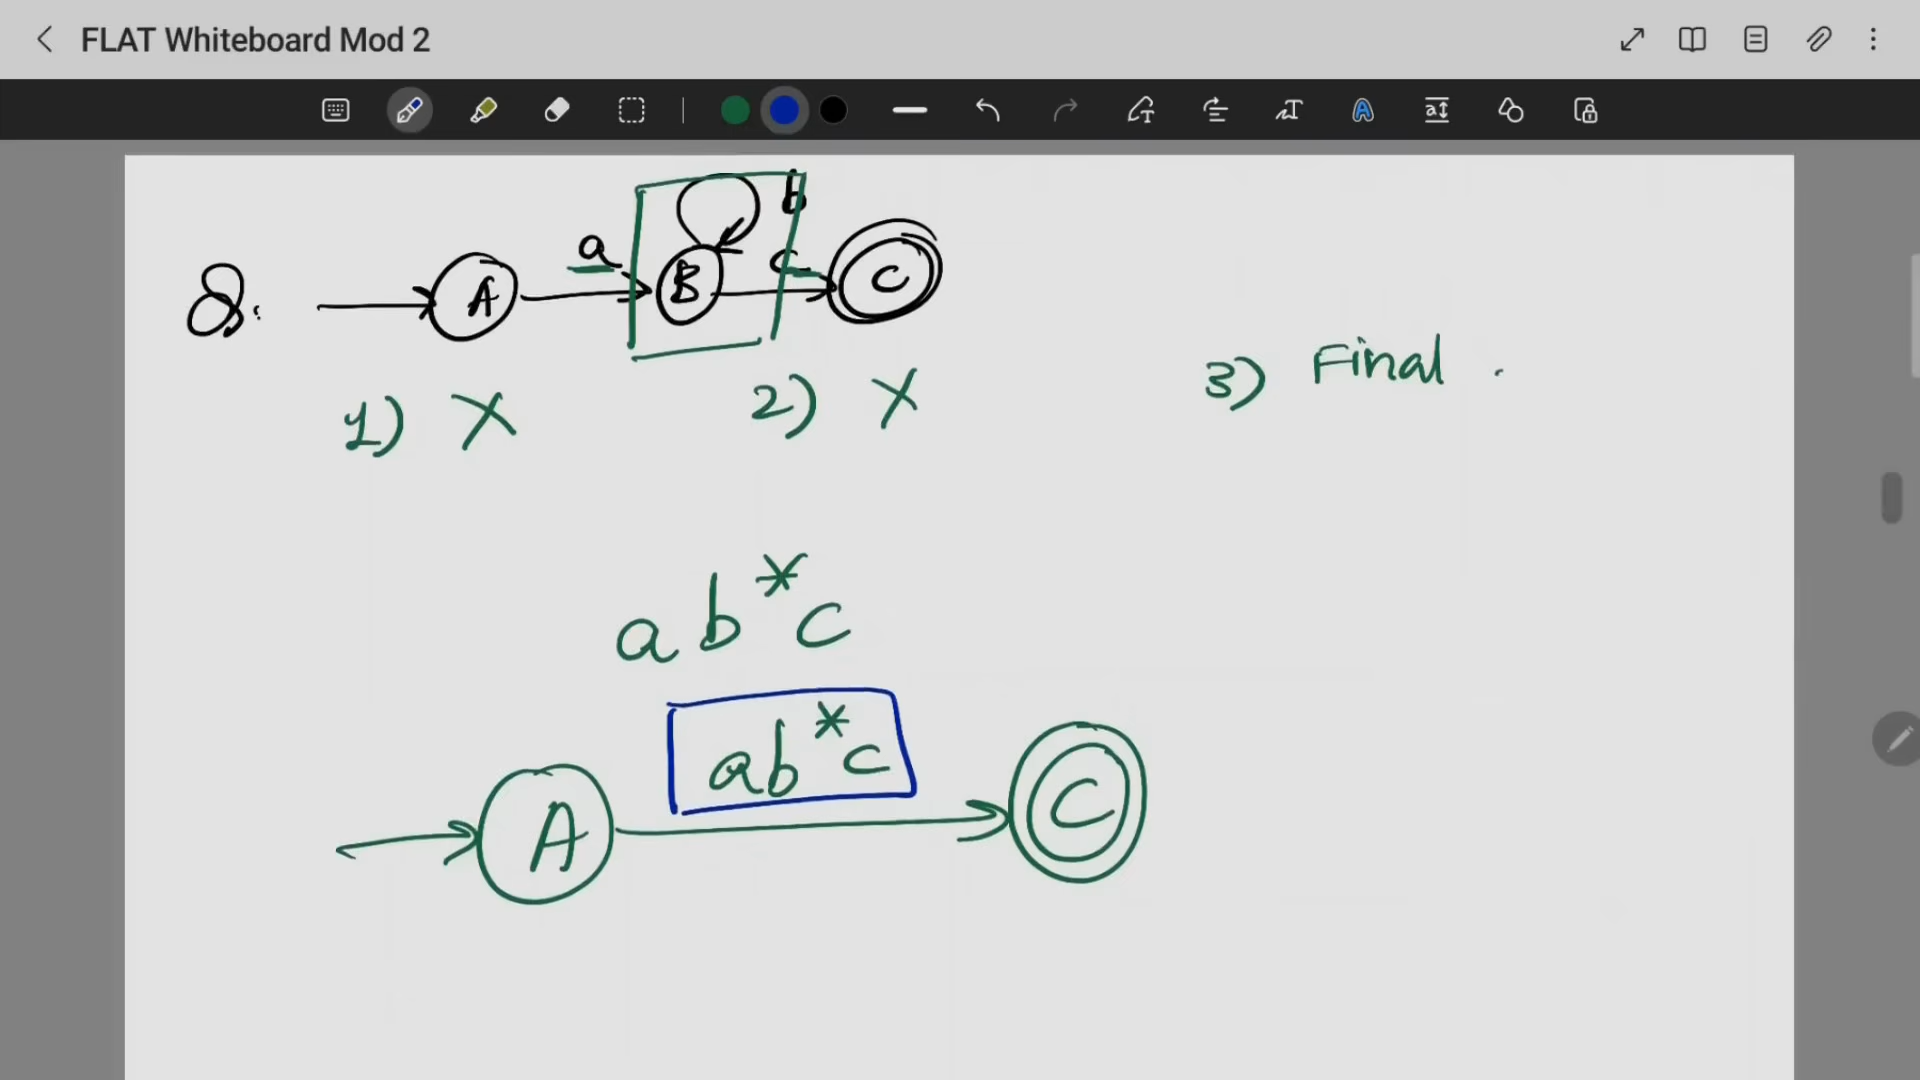 FLAT Whiteboard Mod 2
Q. A a B b c C
1) X 2) X 3) Final .
ab*c
ab*c
A C